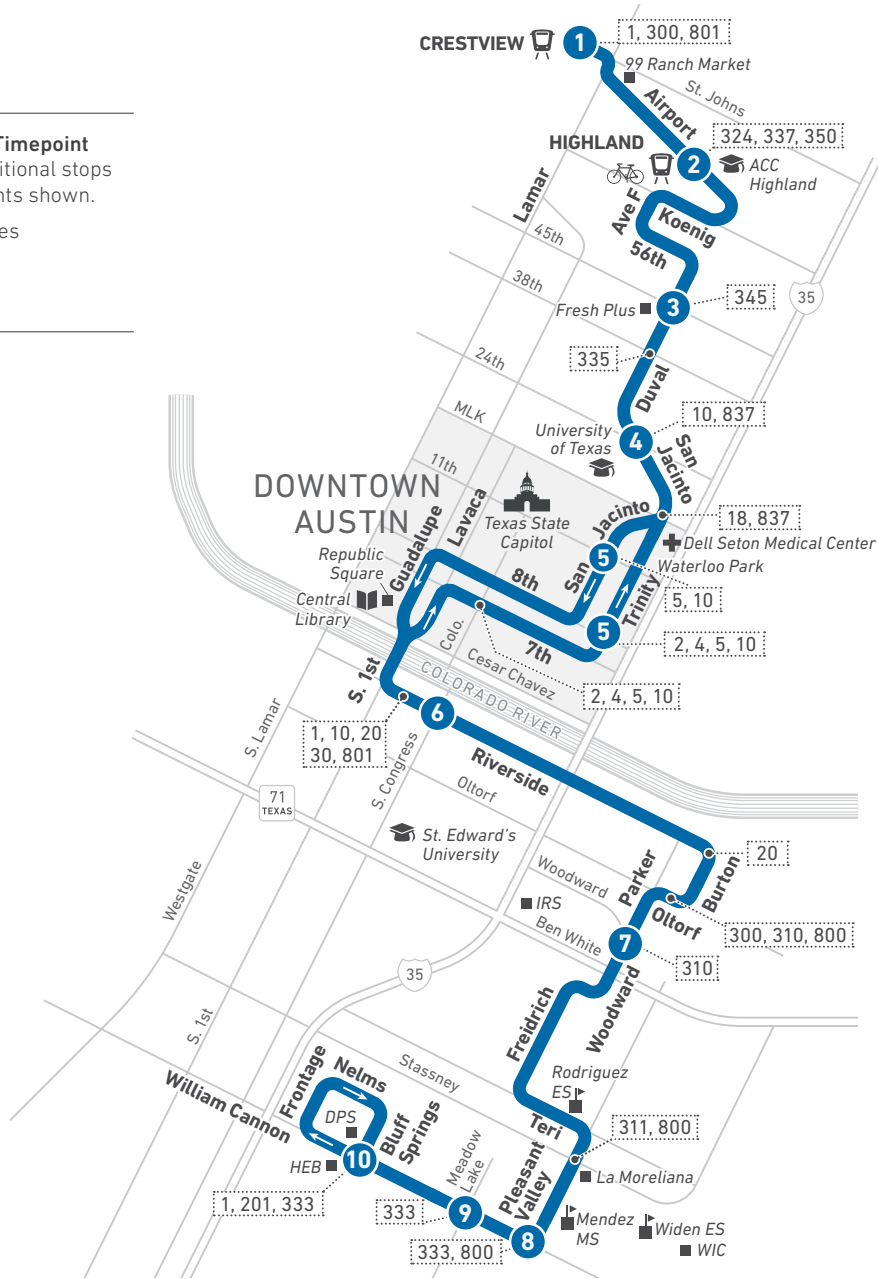 CRESTVIEW
1
1, 300, 801
99 Ranch Market
St. Johns
Airport
Timepoint
itional stops
nts shown.
es
HIGHLAND
2
324, 337, 350
ACC
Highland
Lamar
Ave F
Koenig
56th
45th
38th
Fresh Plus
3
345
35
335
Duval
24th
MLK
10, 837
University
of Texas
4
San
Jacinto
11th
DOWNTOWN
AUSTIN
Guadalupe
Lavaca
Texas State
Capitol
San
Jacinto
18, 837
Dell Seton Medical Center
Waterloo Park
Republic
Square
Central
Library
8th
5
5, 10
Trinity
5
2, 4, 5, 10
Colo.
7th
Cesar Chavez
2, 4, 5, 10
S. 1st
COLORADO RIVER
6
1, 10, 20
30, 801
S. Lamar
S. Congress
Riverside
Oltorf
71
TEXAS
St. Edward's
University
20
Burton
Parker
Oltorf
Woodward
IRS
Ben White
300, 310, 800
7
310
Westgate
35
Woodward
Freidrich
S. 1st
Stassney
Rodriguez
ES
Teri
311, 800
William Cannon
Frontage
Nelms
DPS
Bluff
Springs
HEB
10
1, 201, 333
Meadow
Lake
Pleasant
Valley
La Moreliana
333
9
8
333, 800
Mendez
MS
Widen ES
WIC